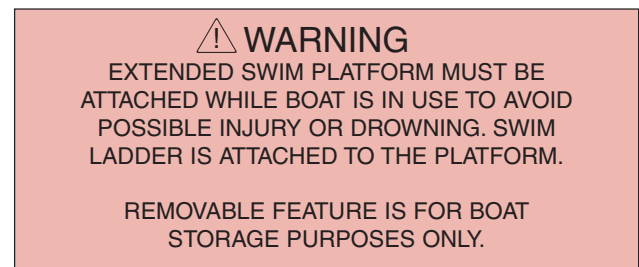 ⚠ WARNING
EXTENDED SWIM PLATFORM MUST BE
ATTACHED WHILE BOAT IS IN USE TO AVOID
POSSIBLE INJURY OR DROWNING. SWIM
LADDER IS ATTACHED TO THE PLATFORM.
REMOVABLE FEATURE IS FOR BOAT
STORAGE PURPOSES ONLY.